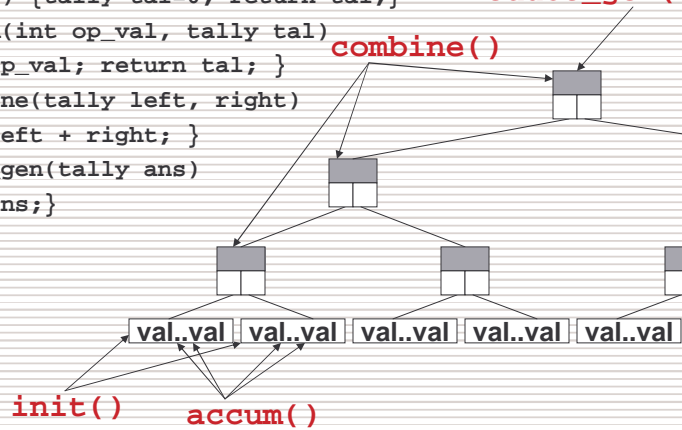 {tally tal=0; return tal;}
(int op_val, tally tal)
combine()
p_val; return tal; }
ne(tally left, right)
eft + right; }
gen(tally ans)
ns;}
val..val val..val val..val val..val val..val
init() accum()